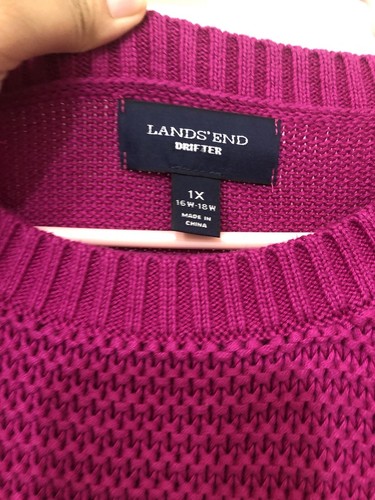 LANDS' END
DRIFTER
1X
16W-18W
MADE IN
CHINA